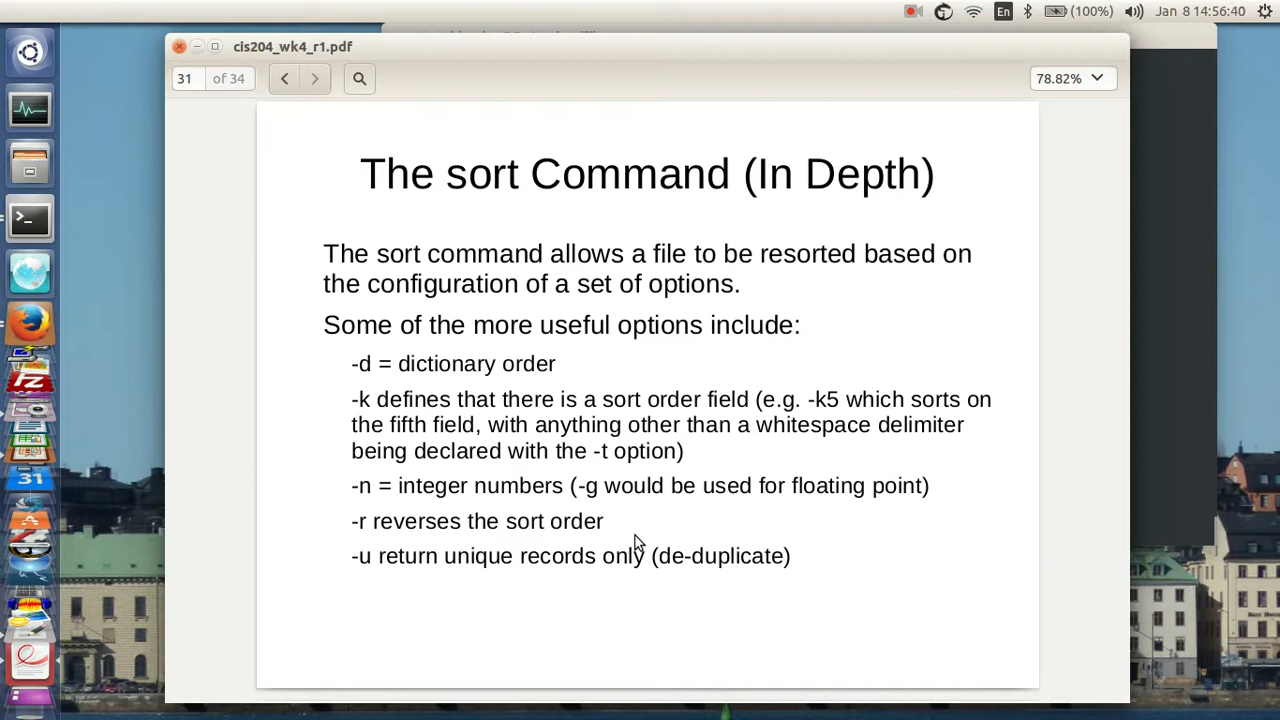 En
(100%)
Jan 8 14:56:40
cis204_wk4_r1.pdf
31 of 34
78.82%
The sort Command (In Depth)
The sort command allows a file to be resorted based on
the configuration of a set of options.
Some of the more useful options include:
-d = dictionary order
-k defines that there is a sort order field (e.g. -k5 which sorts on
the fifth field, with anything other than a whitespace delimiter
being declared with the -t option)
-n = integer numbers (-g would be used for floating point)
-r reverses the sort order
-u return unique records only (de-duplicate)
31